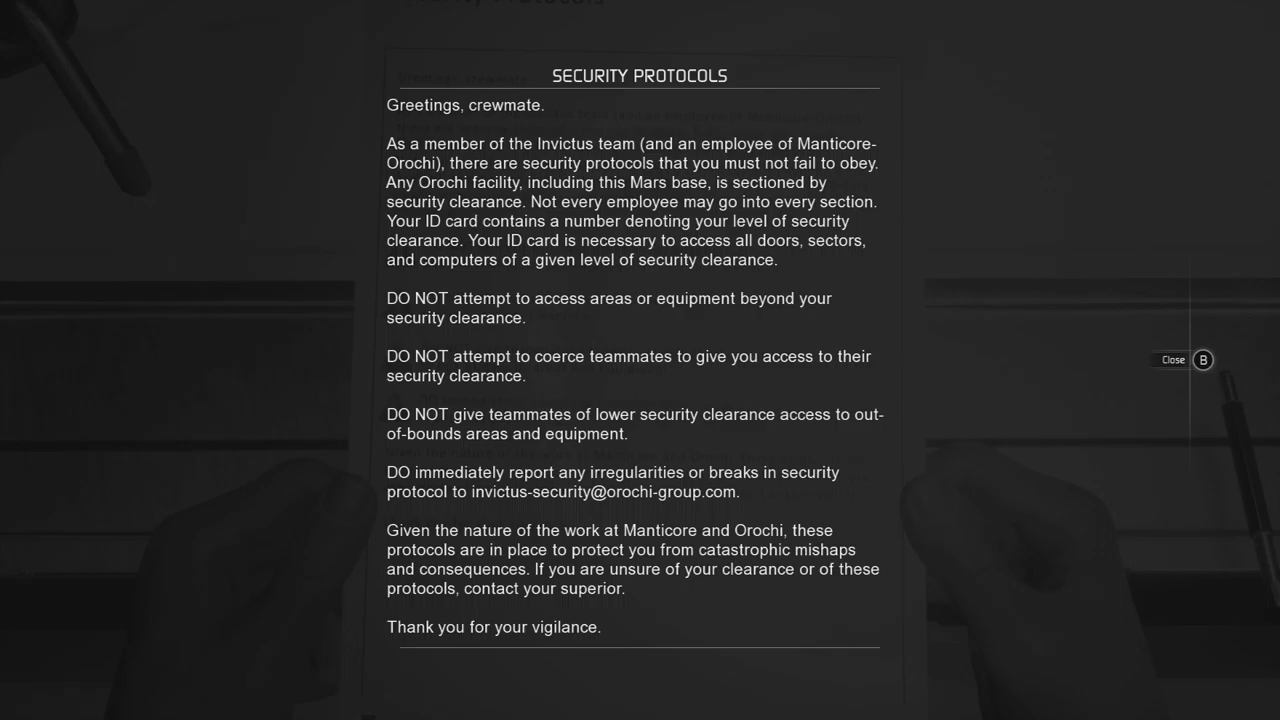 SECURITY PROTOCOLS
Greetings, crewmate.
As a member of the Invictus team (and an employee of Manticore-
Orochi), there are security protocols that you must not fail to obey.
Any Orochi facility, including this Mars base, is sectioned by
security clearance. Not every employee may go into every section.
Your ID card contains a number denoting your level of security
clearance. Your ID card is necessary to access all doors, sectors,
and computers of a given level of security clearance.
DO NOT attempt to access areas or equipment beyond your
security clearance.
DO NOT attempt to coerce teammates to give you access to their
security clearance.
DO NOT give teammates of lower security clearance access to out-
of-bounds areas and equipment.
DO immediately report any irregularities or breaks in security
protocol to invictus-security@orochi-group.com.
Given the nature of the work at Manticore and Orochi, these
protocols are in place to protect you from catastrophic mishaps
and consequences. If you are unsure of your clearance or of these
protocols, contact your superior.
Thank you for your vigilance.
Close B